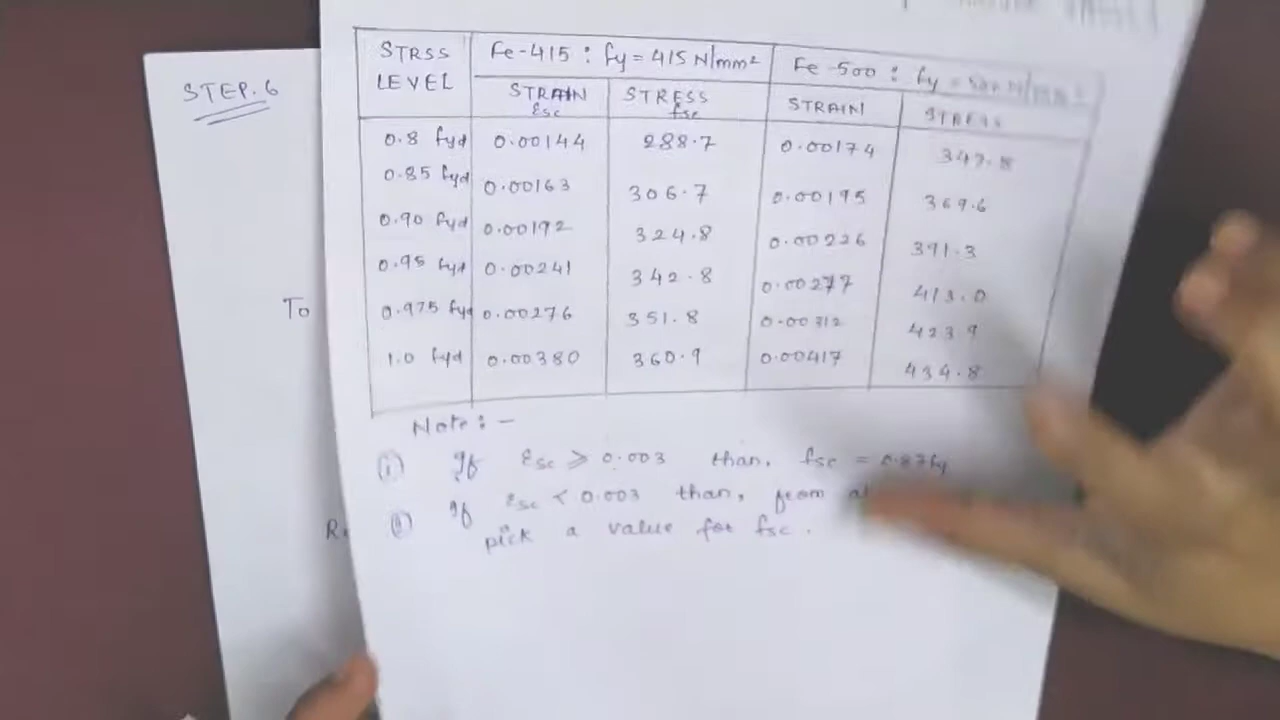 STEP.6
To
R
STRSS LEVEL | Fe-415 : fy = 415 N/mm² | Fe-500 : fy = 500 N/mm²
STRAIN εsc | STRESS fsc | STRAIN | STRESS
0.8 fyd | 0.00144 | 288.7 | 0.00174 | 347.8
0.85 fyd | 0.00163 | 306.7 | 0.00195 | 369.6
0.90 fyd | 0.00192 | 324.8 | 0.00226 | 391.3
0.95 fyd | 0.00241 | 342.8 | 0.00277 | 413.0
0.975 fyd | 0.00276 | 351.8 | 0.00312 | 423.9
1.0 fyd | 0.00380 | 360.9 | 0.00417 | 434.8
Note : -
(i) If εsc ⩾ 0.003 than, fsc = 0.87fy
(ii) If εsc < 0.003 than, from
pick a value for fsc.